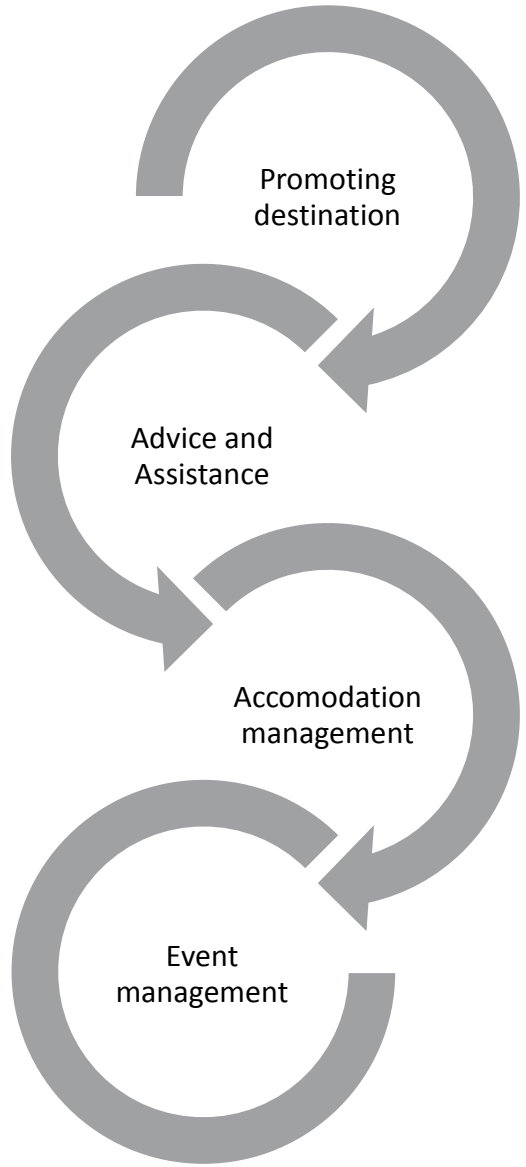 Promoting
destination
Advice and
Assistance
Accomodation
management
Event
management